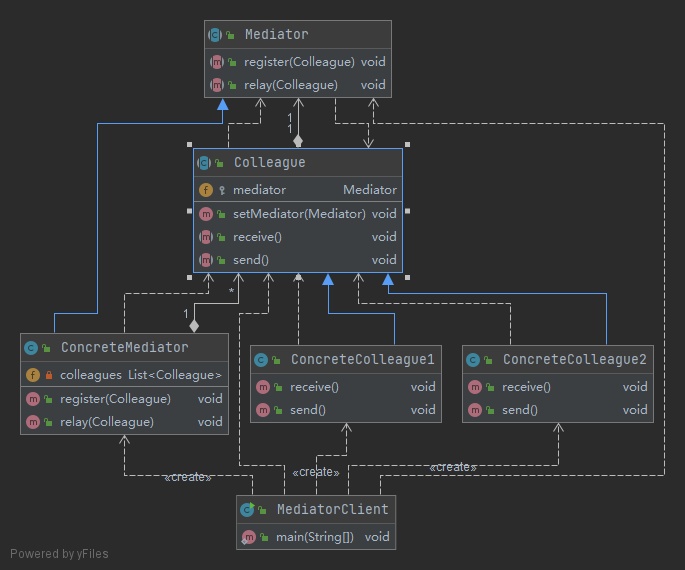 Mediator
register(Colleague) void
relay(Colleague) void
1
1
Colleague
mediator Mediator
setMediator(Mediator) void
receive() void
send() void
*
1
ConcreteMediator
colleagues List<Colleague>
register(Colleague) void
relay(Colleague) void
ConcreteColleague1
receive() void
send() void
ConcreteColleague2
receive() void
send() void
«create»
«create»
«create»
MediatorClient
main(String[]) void
Powered by yFiles